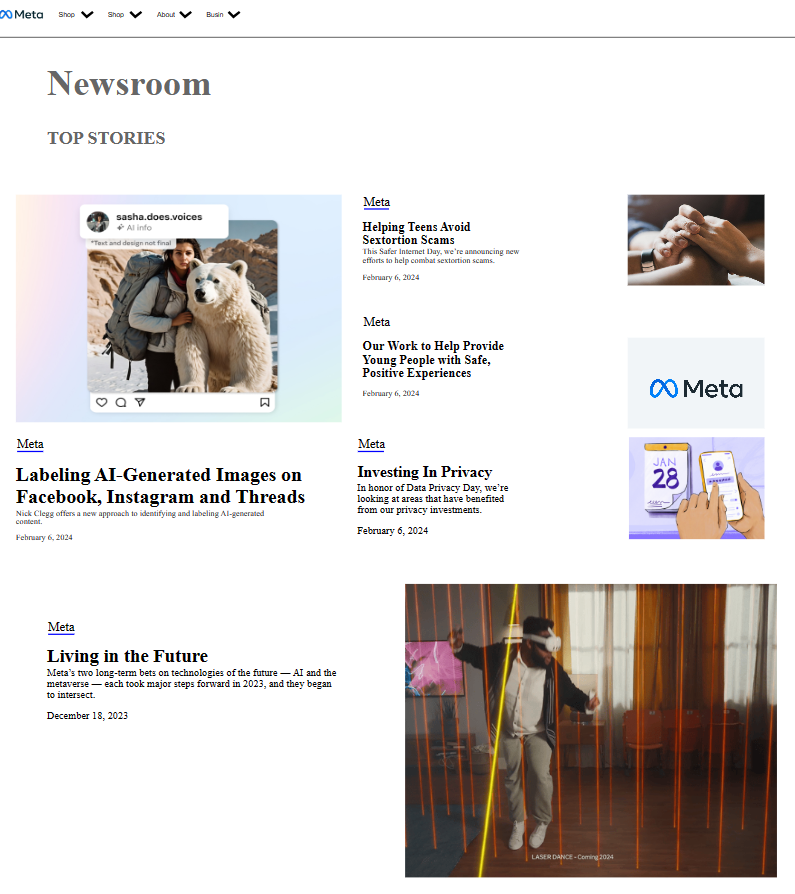 Meta Shop Shop About Busin
Newsroom
TOP STORIES
sasha.does.voices
AI info
*Text and design not final
Meta
Labeling AI-Generated Images on
Facebook, Instagram and Threads
Nick Clegg offers a new approach to identifying and labeling AI-generated
content.
February 6, 2024
Meta
Helping Teens Avoid
Sextortion Scams
This Safer Internet Day, we're announcing new
efforts to help combat sextortion scams.
February 6, 2024
Meta
Our Work to Help Provide
Young People with Safe,
Positive Experiences
February 6, 2024
Meta
Meta
Investing In Privacy
In honor of Data Privacy Day, we're
looking at areas that have benefited
from our privacy investments.
February 6, 2024
JAN
28
Meta
Living in the Future
Meta's two long-term bets on technologies of the future — AI and the
metaverse — each took major steps forward in 2023, and they began
to intersect.
December 18, 2023
LASER DANCE - Coming 2024